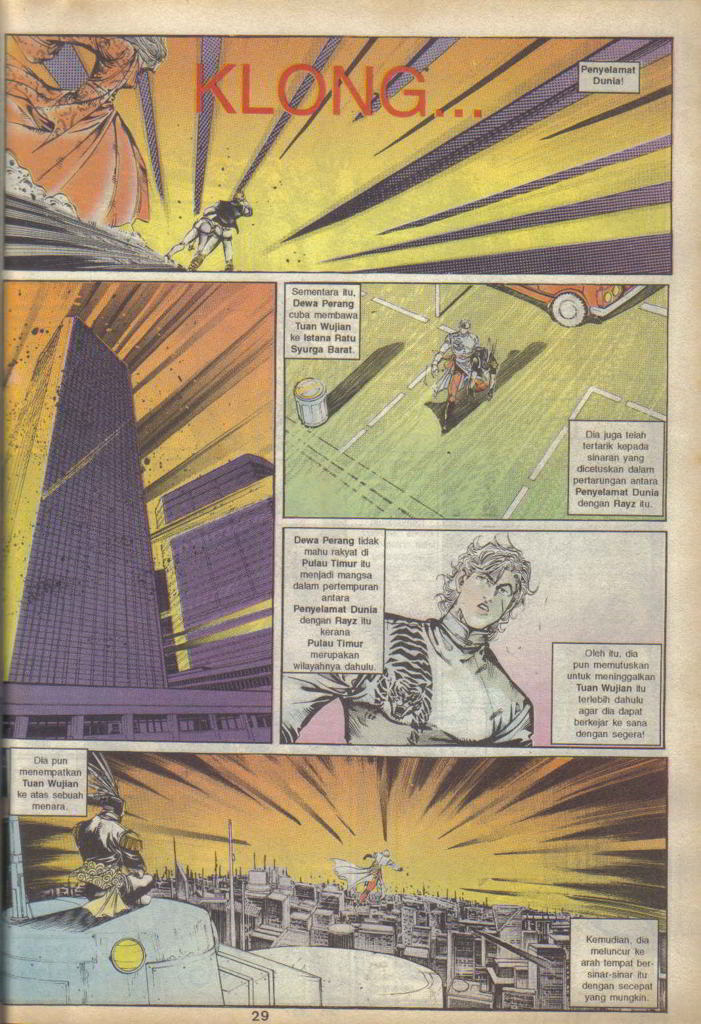 KLONG...
Penyelamat
Dunia!
Sementara itu,
Dewa Perang
cuba membawa
Tuan Wujian
ke Istana Ratu
Syurga Barat.
Dia juga telah
tertarik kepada
sinaran yang
dicetuskan dalam
pertarungan antara
Penyelamat Dunia
dengan Rayz itu.
Dewa Perang tidak
mahu rakyat di
Pulau Timur itu
menjadi mangsa
dalam pertempuran
antara
Penyelamat Dunia
dengan Rayz itu
kerana
Pulau Timur
merupakan
wilayahnya dahulu.
Oleh itu, dia
pun memutuskan
untuk meninggalkan
Tuan Wujian itu
terlebih dahulu
agar dia dapat
berkejar ke sana
dengan segera!
Dia pun
menempatkan
Tuan Wujian
ke atas sebuah
menara.
Kemudian, dia
meluncur ke
arah tempat ber-
sinar-sinar itu
dengan secepat
yang mungkin.
29